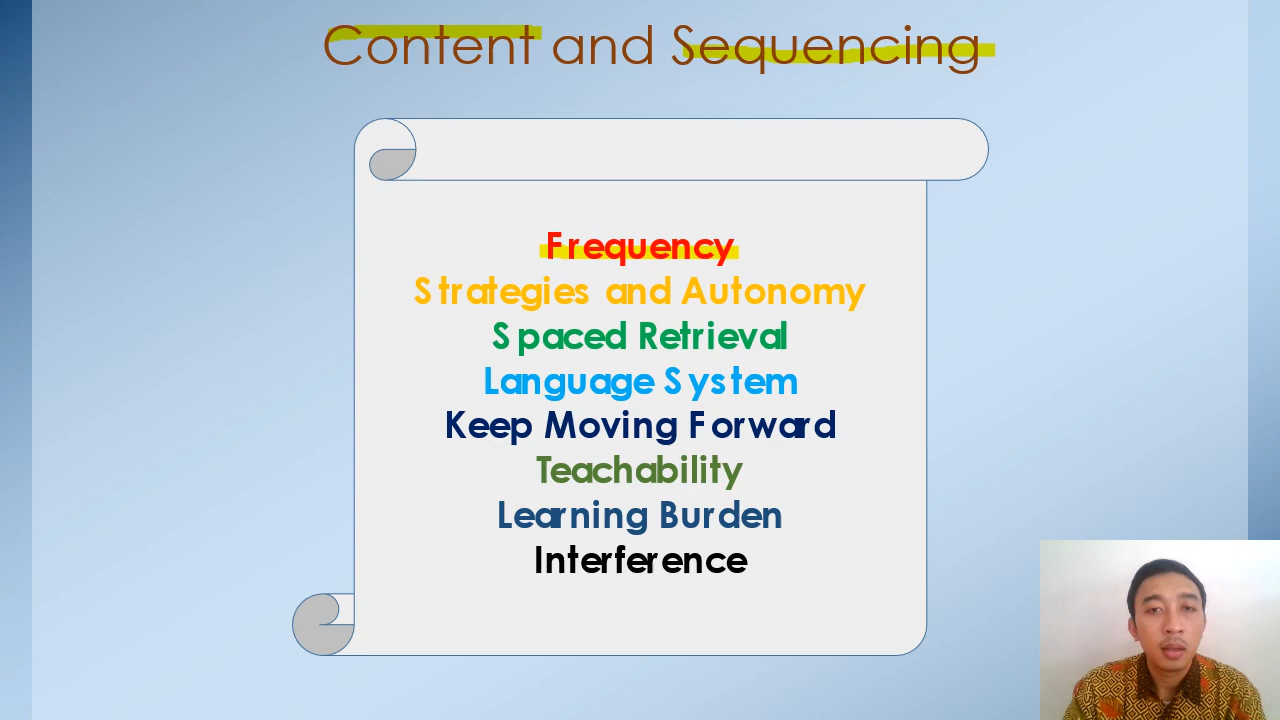 Content and Sequencing
Frequency
Strategies and Autonomy
Spaced Retrieval
Language System
Keep Moving Forward
Teachability
Learning Burden
Interference